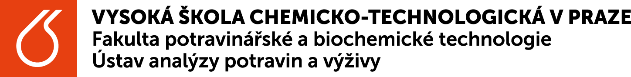 VYSOKÁ ŠKOLA CHEMICKO-TECHNOLOGICKÁ V PRAZE
Fakulta potravinářské a biochemické technologie
Ústav analýzy potravin a výživy